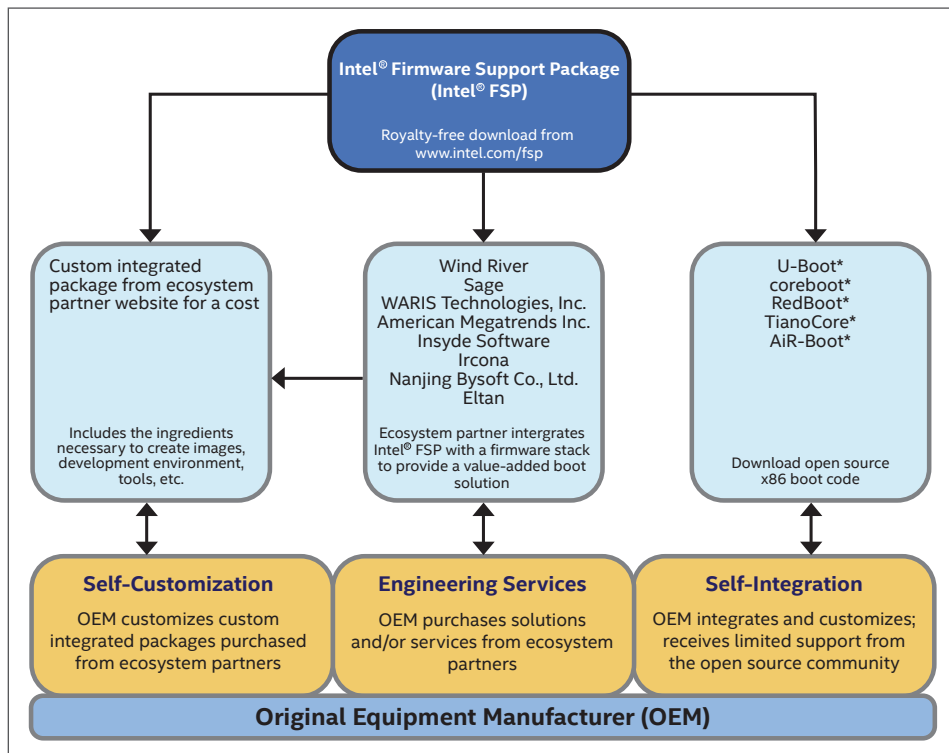 Intel® Firmware Support Package
(Intel® FSP)
Royalty-free download from
www.intel.com/fsp
Custom integrated
package from ecosystem
partner website for a cost
Includes the ingredients
necessary to create images,
development environment,
tools, etc.
Wind River
Sage
WARIS Technologies, Inc.
American Megatrends Inc.
Insyde Software
Ircona
Nanjing Bysoft Co., Ltd.
Eltan
Ecosystem partner intergrates
Intel® FSP with a firmware stack
to provide a value-added boot
solution
U-Boot*
coreboot*
RedBoot*
TianoCore*
AiR-Boot*
Download open source
x86 boot code
Self-Customization
OEM customizes custom
integrated packages purchased
from ecosystem partners
Engineering Services
OEM purchases solutions
and/or services from ecosystem
partners
Self-Integration
OEM integrates and customizes;
receives limited support from
the open source community
Original Equipment Manufacturer (OEM)